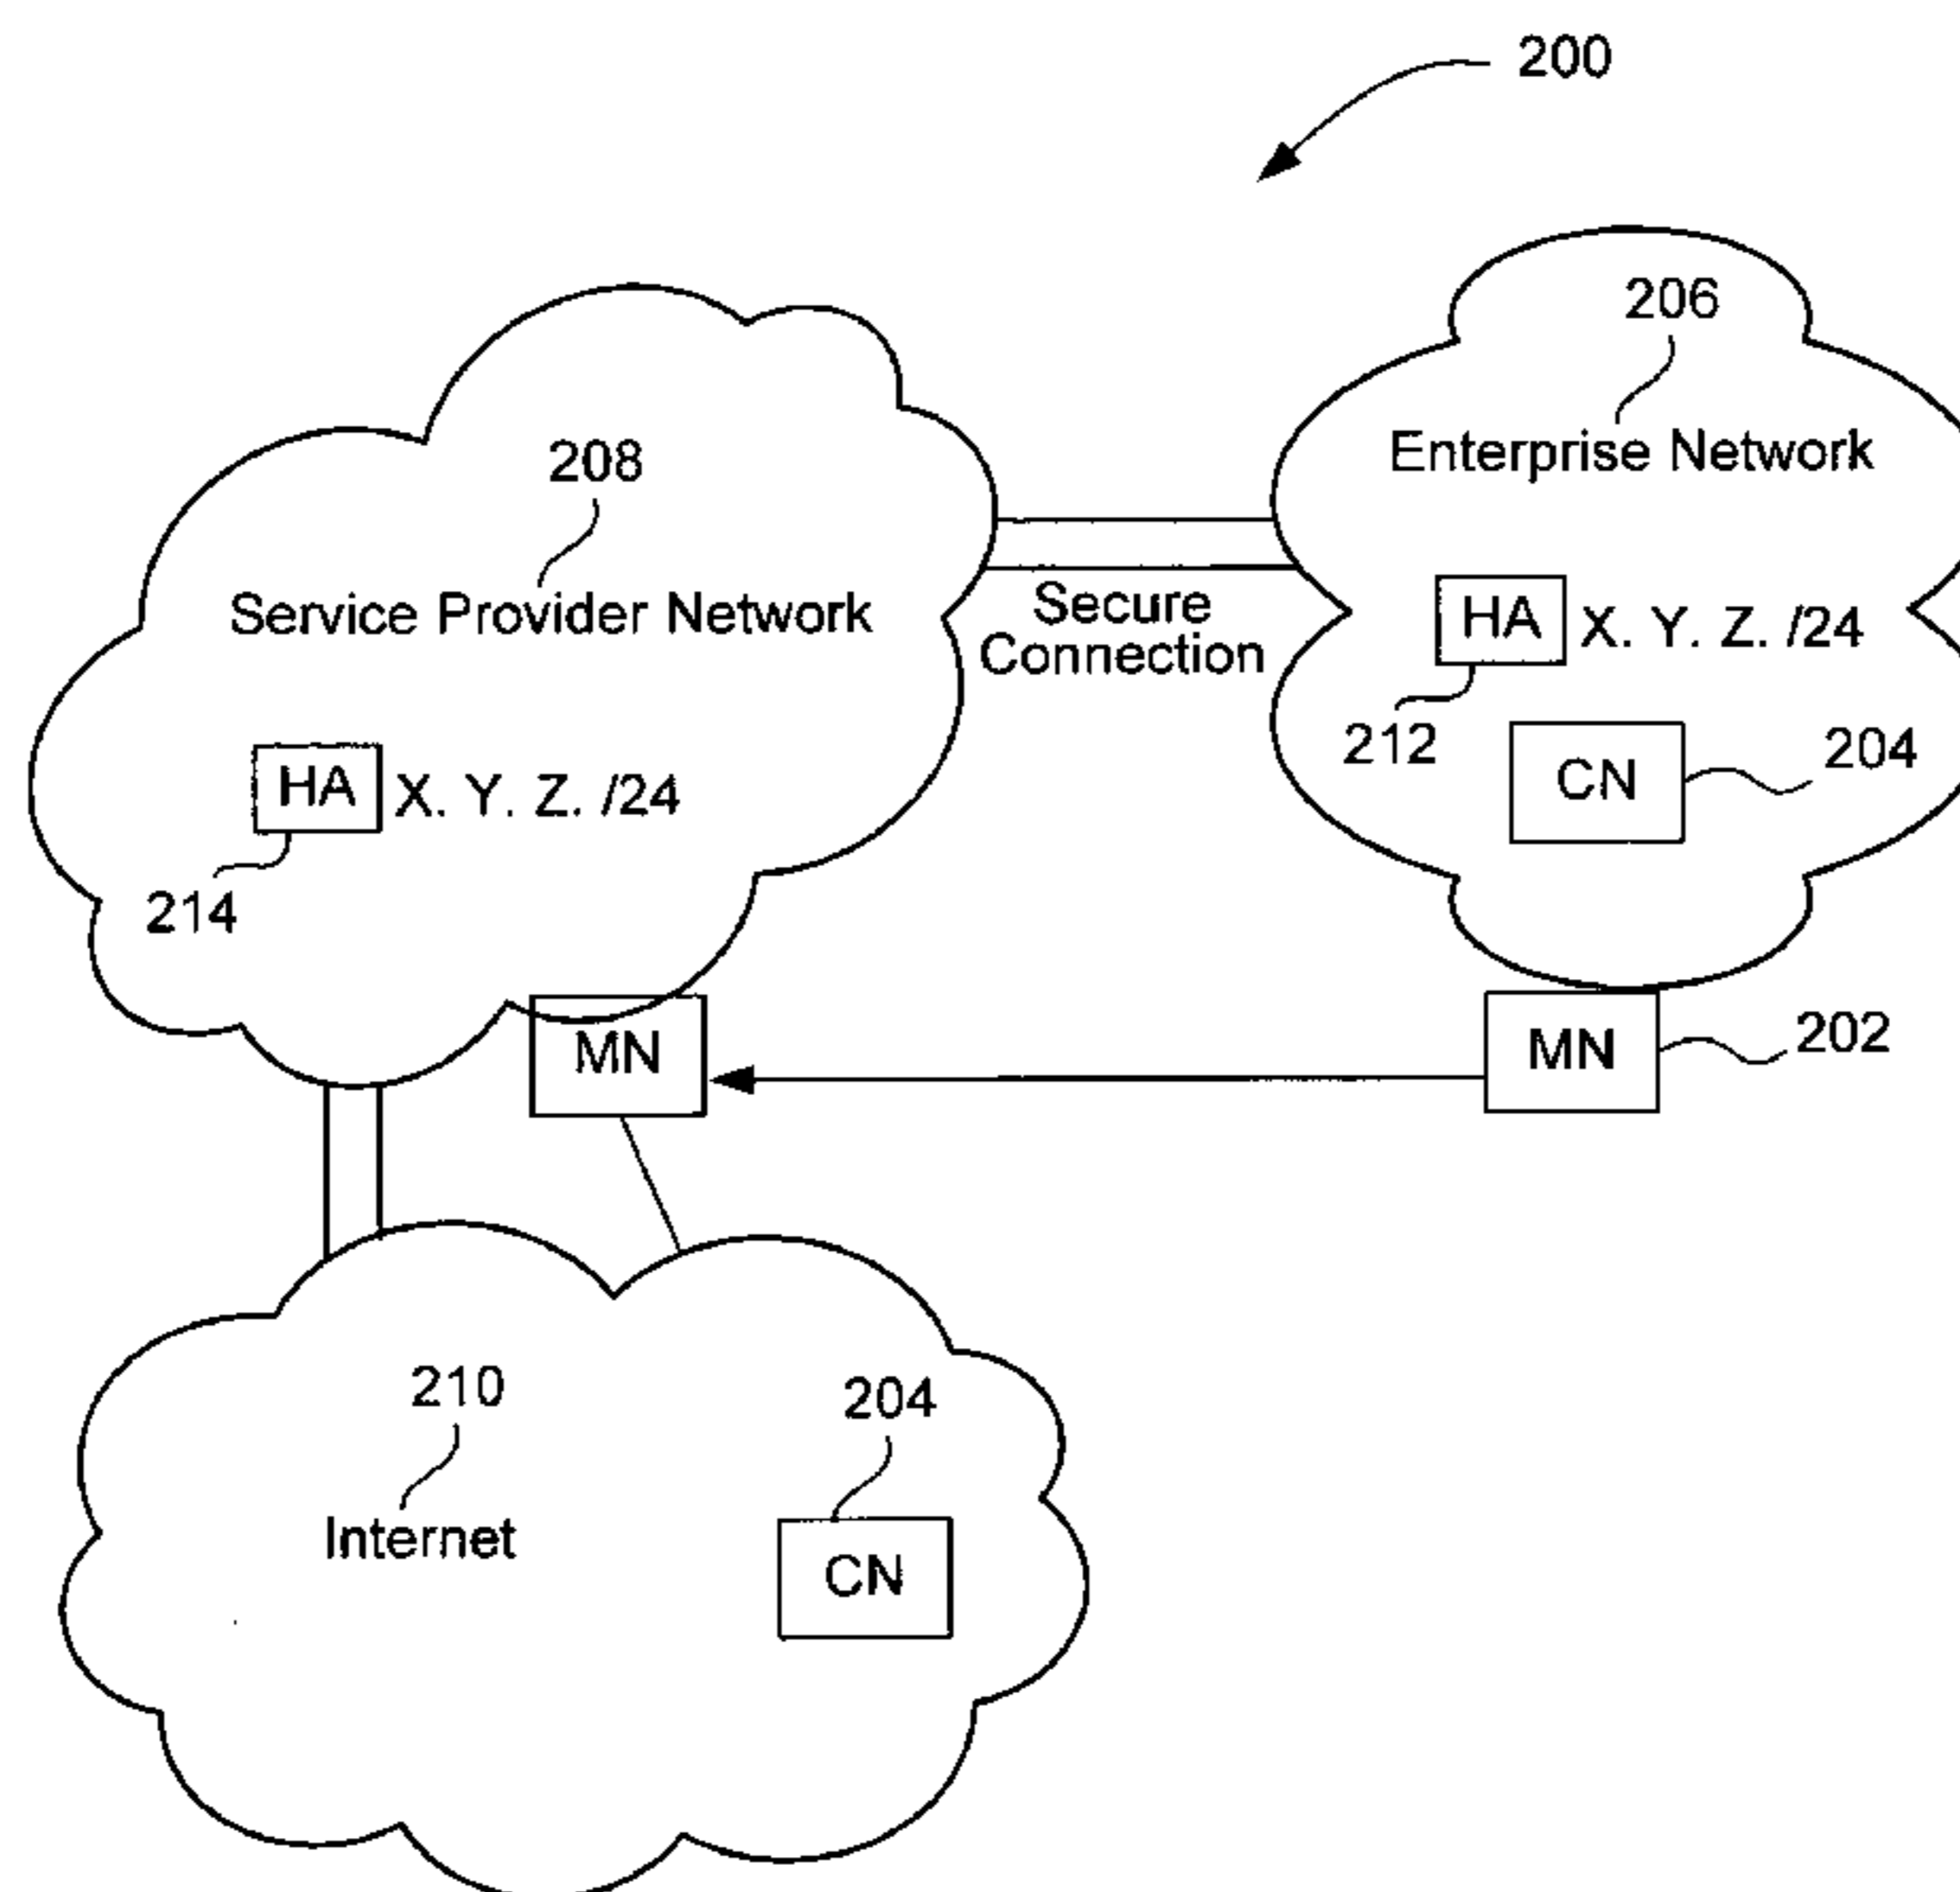 200
206
Enterprise Network
208
Service Provider Network
Secure
Connection
HA X. Y. Z. /24
212
204
CN
HA X. Y. Z. /24
214
MN
MN
202
210
Internet
204
CN